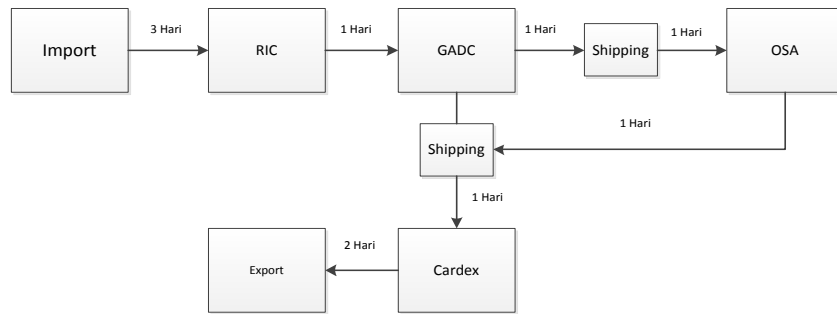 Import
3 Hari
RIC
1 Hari
GADC
1 Hari
Shipping
1 Hari
OSA
1 Hari
Shipping
1 Hari
Cardex
2 Hari
Export